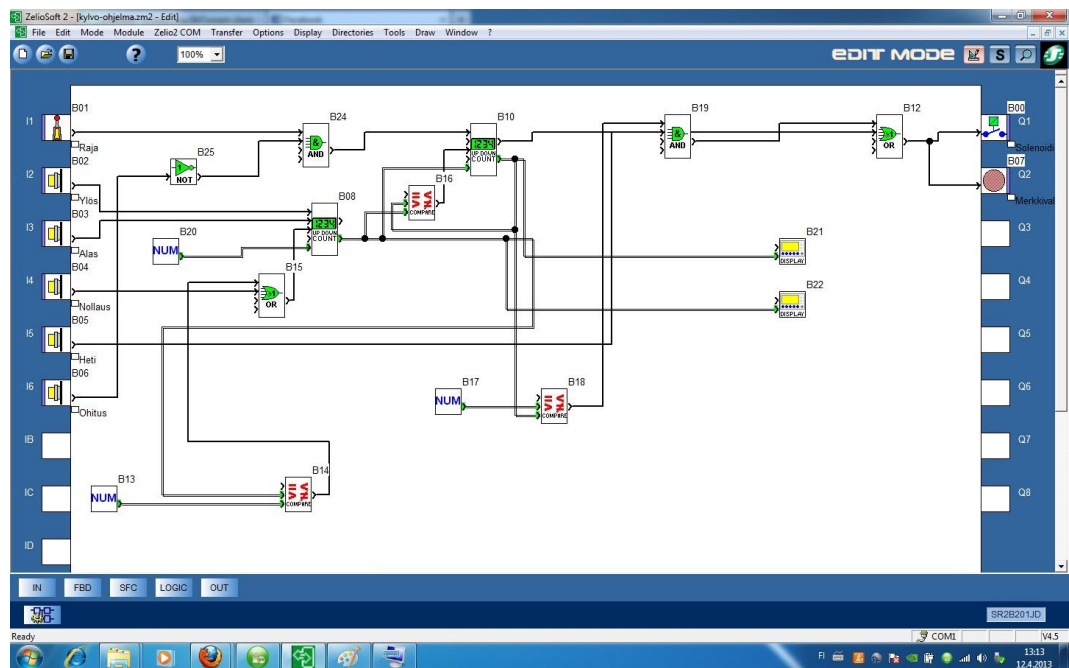 ZelioSoft 2 - [kylvo-ohjelma.zm2 - Edit]
File Edit Mode Module Zelio2 COM Transfer Options Display Directories Tools Draw Window ?
100%
EDIT MODE
S
I1
B01
Raja
I2
B02
Ylös
I3
B03
Alas
I4
B04
Nollaus
I5
B05
Heti
I6
B06
Ohitus
IB
IC
ID
B25
NOT
B24
AND
B08
1234
UP DOWN
COUNT
B20
NUM
B15
OR
B10
1234
UP DOWN
COUNT
B16
COMPARE
B19
AND
B12
OR
B00
Q1
Solenoidi
B07
Q2
Merkkival
Q3
Q4
Q5
Q6
Q7
Q8
B21
DISPLAY
B22
DISPLAY
B17
NUM
B18
COMPARE
B13
NUM
B14
COMPARE
IN FBD SFC LOGIC OUT
SR2B201JD
Ready
COM1
V4.5
FI
13:13
12.4.2013